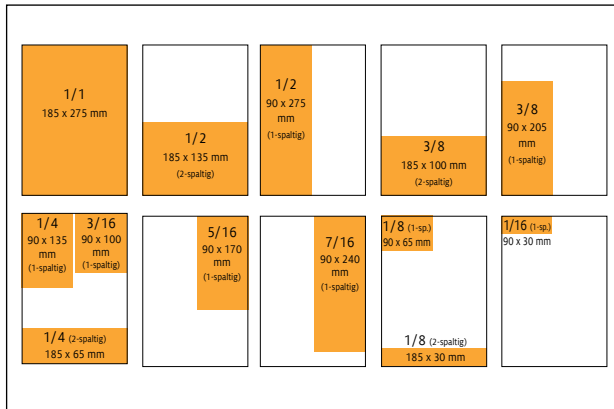 1/1
185 x 275 mm
1/2
185 x 135 mm
(2-spaltig)
1/2
90 x 275
mm
(1-spaltig)
3/8
185 x 100 mm
(2-spaltig)
3/8
90 x 205
mm
(1-spaltig)
1/4
90 x 135
mm
(1-spaltig)
3/16
90 x 100
mm
(1-spaltig)
1/4 (2-spaltig)
185 x 65 mm
5/16
90 x 170
mm
(1-spaltig)
7/16
90 x 240
mm
(1-spaltig)
1/8 (1-sp.)
90 x 65 mm
1/8 (2-spaltig)
185 x 30 mm
1/16 (1-sp.)
90 x 30 mm